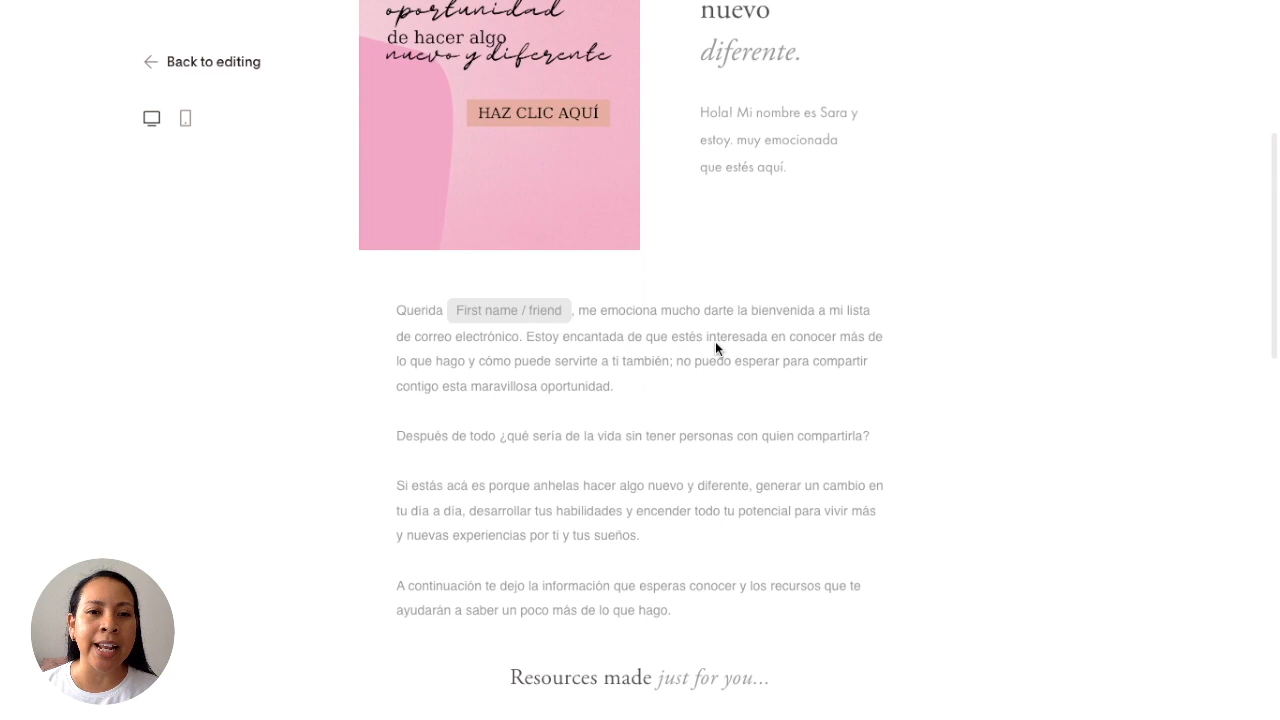 oportunidad
de hacer algo
nuevo y diferente
HAZ CLIC AQUÍ
nuevo
diferente.
Back to editing
Hola! Mi nombre es Sara y
estoy. muy emocionada
que estés aquí.
Querida First name / friend , me emociona mucho darte la bienvenida a mi lista
de correo electrónico. Estoy encantada de que estés interesada en conocer más de
lo que hago y cómo puede servirte a ti también; no puedo esperar para compartir
contigo esta maravillosa oportunidad.
Después de todo ¿qué sería de la vida sin tener personas con quien compartirla?
Si estás acá es porque anhelas hacer algo nuevo y diferente, generar un cambio en
tu día a día, desarrollar tus habilidades y encender todo tu potencial para vivir más
y nuevas experiencias por ti y tus sueños.
A continuación te dejo la información que esperas conocer y los recursos que te
ayudarán a saber un poco más de lo que hago.
Resources made just for you...